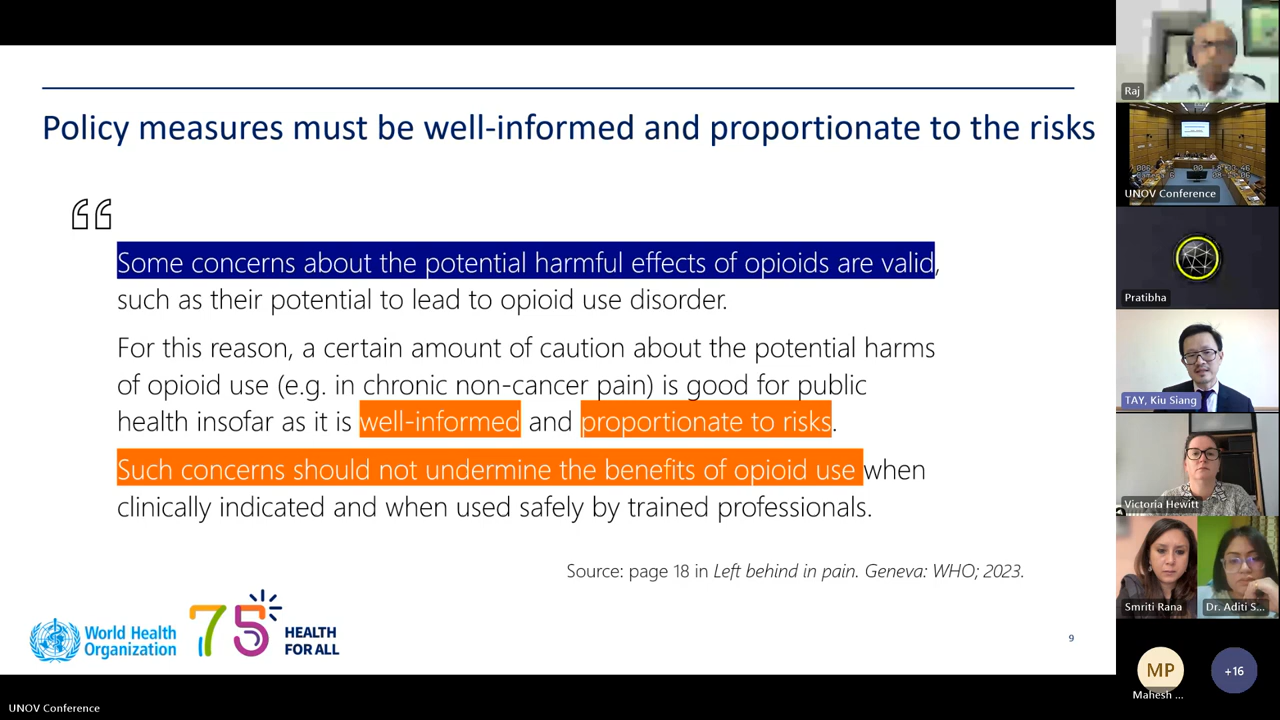 Policy measures must be well-informed and proportionate to the risks
Some concerns about the potential harmful effects of opioids are valid,
such as their potential to lead to opioid use disorder.
For this reason, a certain amount of caution about the potential harms
of opioid use (e.g. in chronic non-cancer pain) is good for public
health insofar as it is well-informed and proportionate to risks.
Such concerns should not undermine the benefits of opioid use when
clinically indicated and when used safely by trained professionals.
Source: page 18 in Left behind in pain. Geneva: WHO; 2023.
World Health
Organization
75
HEALTH
FOR ALL
9
UNOV Conference
Raj
UNOV Conference
Pratibha
TAY, Kiu Siang
Victoria Hewitt
Smriti Rana
Dr. Aditi S...
MP
Mahesh ...
+16